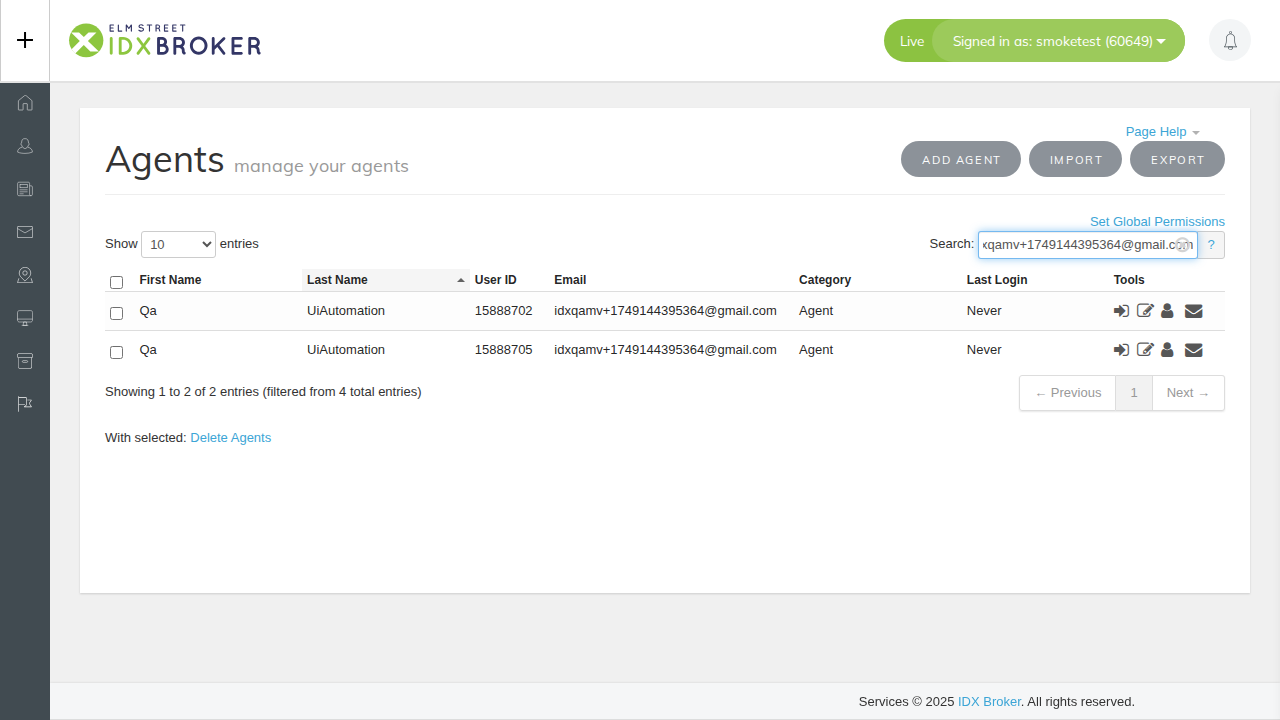 ELM STREET
IDXBROKER
Live
Signed in as: smoketest (60649)
Page Help
Agents manage your agents
ADD AGENT
IMPORT
EXPORT
Set Global Permissions
Show 10 entries
Search: xqamv+1749144395364@gmail.com ?
First Name Last Name User ID Email Category Last Login Tools
Qa UiAutomation 15888702 idxqamv+1749144395364@gmail.com Agent Never
Qa UiAutomation 15888705 idxqamv+1749144395364@gmail.com Agent Never
Showing 1 to 2 of 2 entries (filtered from 4 total entries)
← Previous 1 Next →
With selected: Delete Agents
Services © 2025 IDX Broker. All rights reserved.